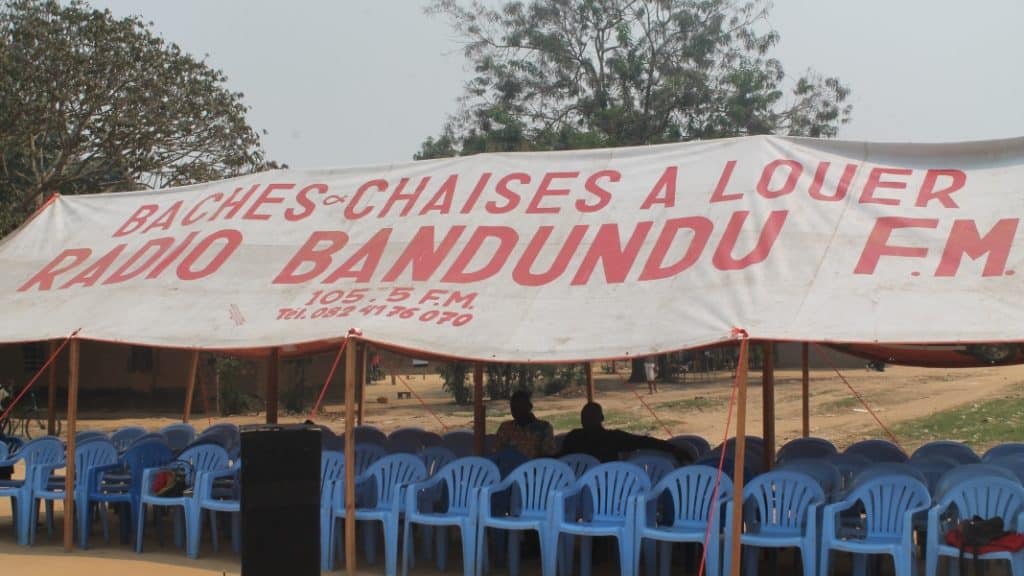 BACHES & CHAISES A LOUER
RADIO BANDUNDU F.M.
105.5 F.M.
Tél. 082 41 76 070